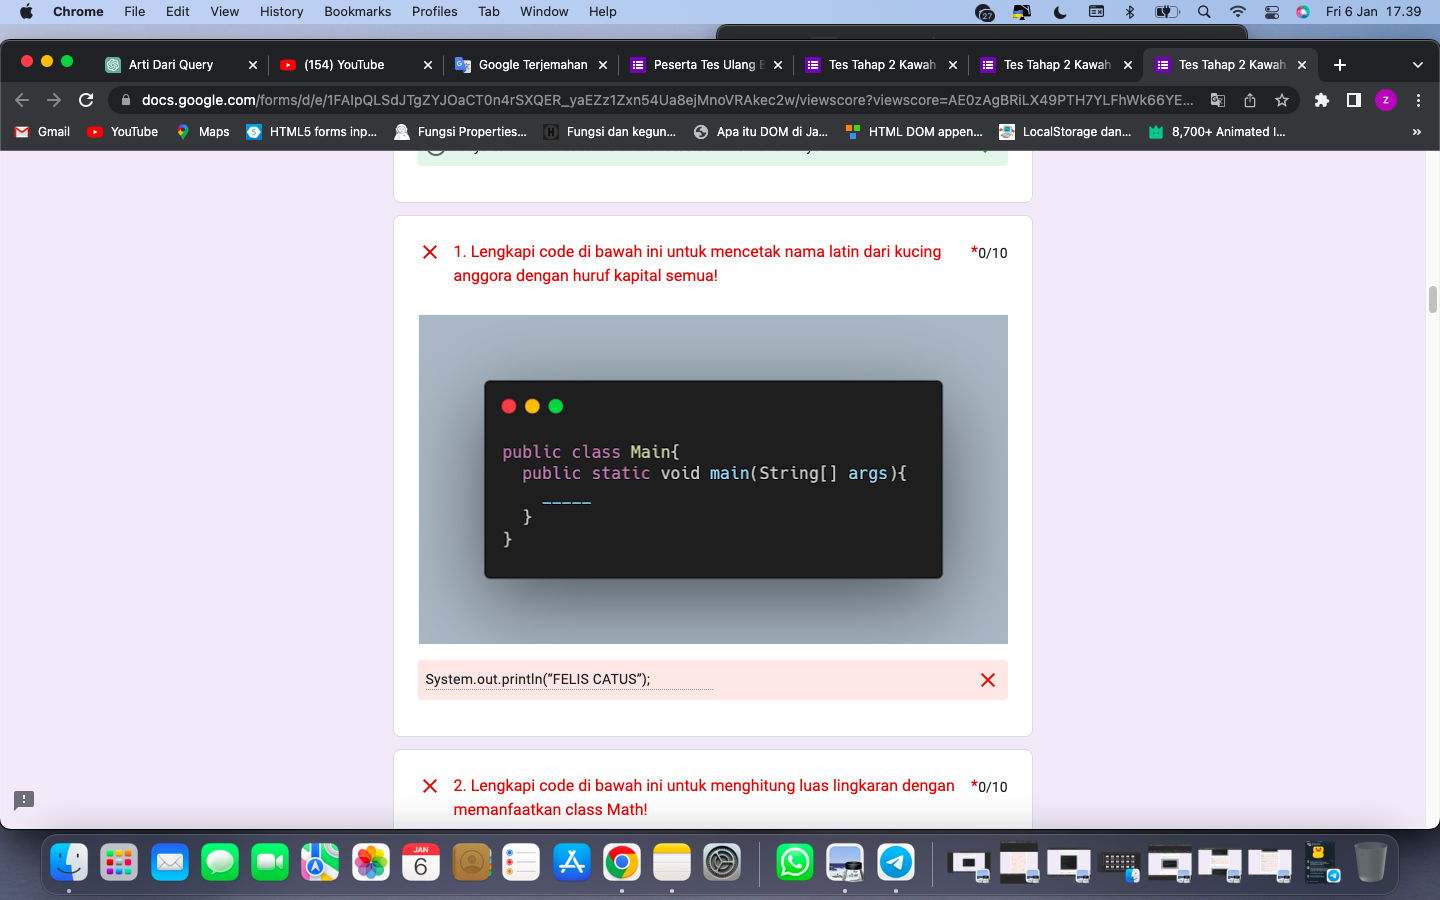 Chrome File Edit View History Bookmarks Profiles Tab Window Help 27 Fri 6 Jan 17.39
Arti Dari Query (154) YouTube Google Terjemahan Peserta Tes Ulang Tes Tahap 2 Kawah Tes Tahap 2 Kawah Tes Tahap 2 Kawah
docs.google.com/forms/d/e/1FAIpQLSdJTgZYJOaCT0n4rSXQER_yaEZz1Zxn54Ua8ejMnoVRAkec2w/viewscore?viewscore=AE0zAgBRiLX49PTH7YLFhWk66YE... Z
Gmail YouTube Maps HTML5 forms inp... Fungsi Properties... Fungsi dan kegun... Apa itu DOM di Ja... HTML DOM appen... LocalStorage dan... 8,700+ Animated I... »
1. Lengkapi code di bawah ini untuk mencetak nama latin dari kucing *0/10
anggora dengan huruf kapital semua!
public class Main{
public static void main(String[] args){
_____
}
}
System.out.println("FELIS CATUS");
2. Lengkapi code di bawah ini untuk menghitung luas lingkaran dengan *0/10
memanfaatkan class Math!
JAN
6